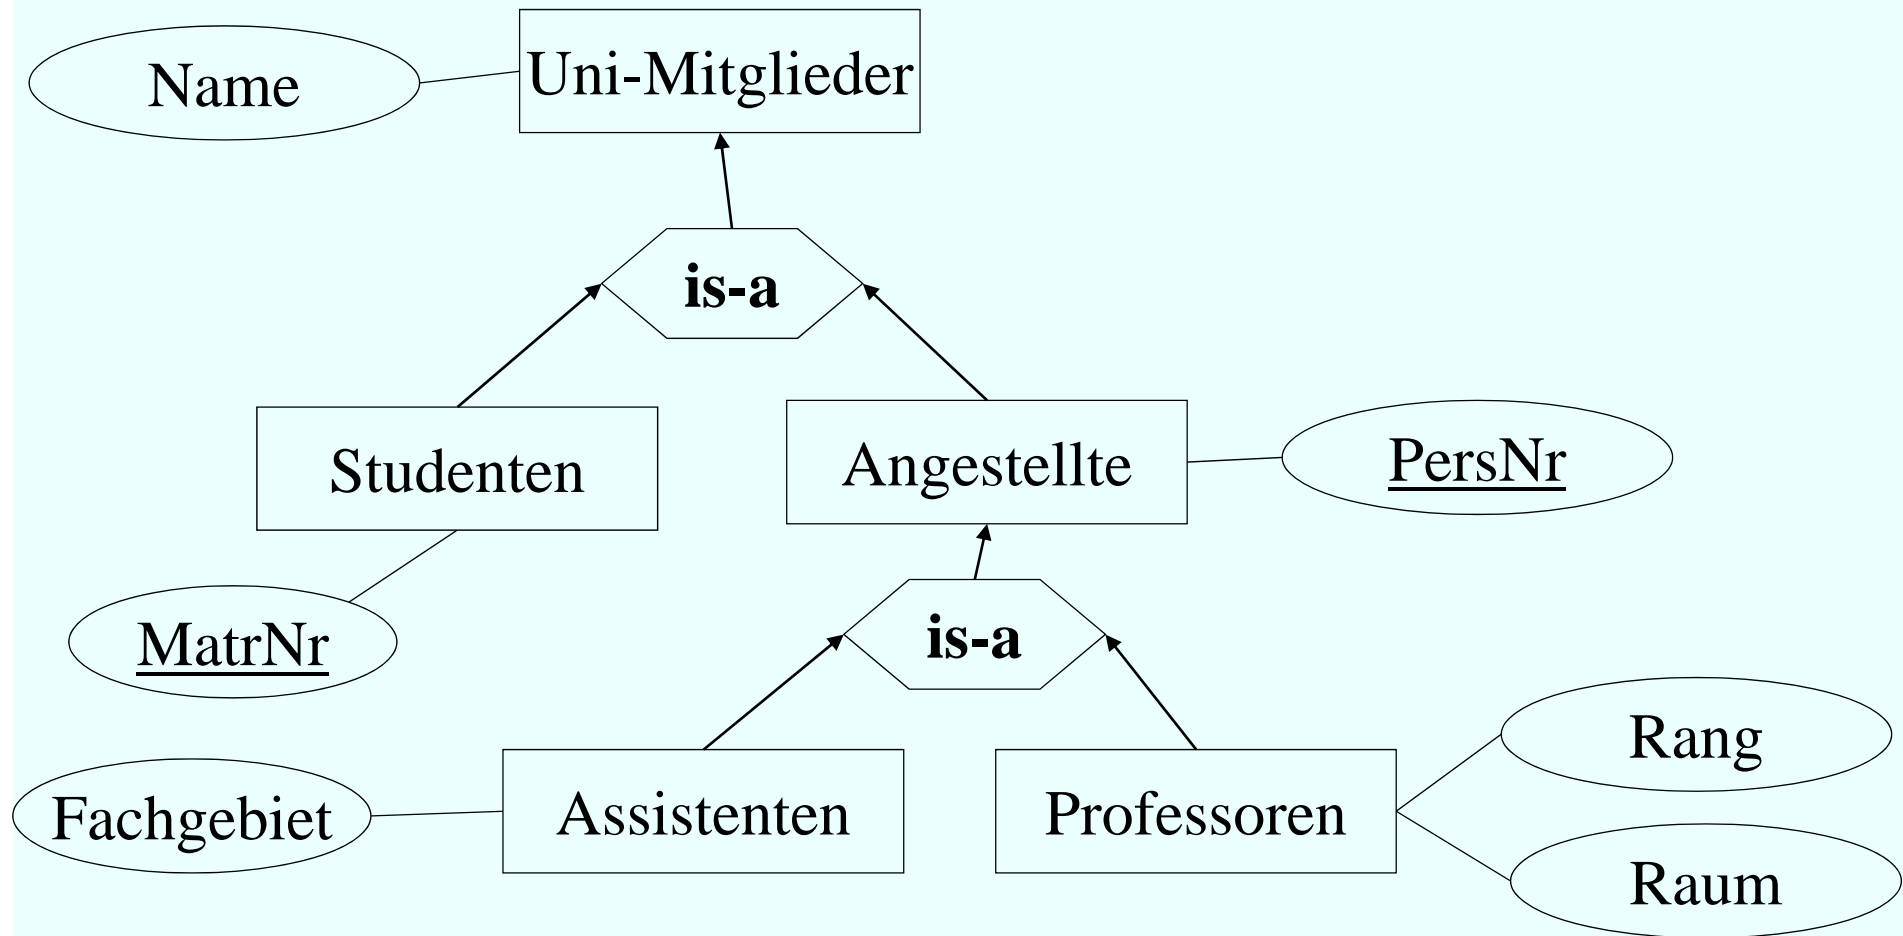 Name
Uni-Mitglieder
is-a
Studenten
Angestellte
PersNr
MatrNr
is-a
Fachgebiet
Assistenten
Professoren
Rang
Raum